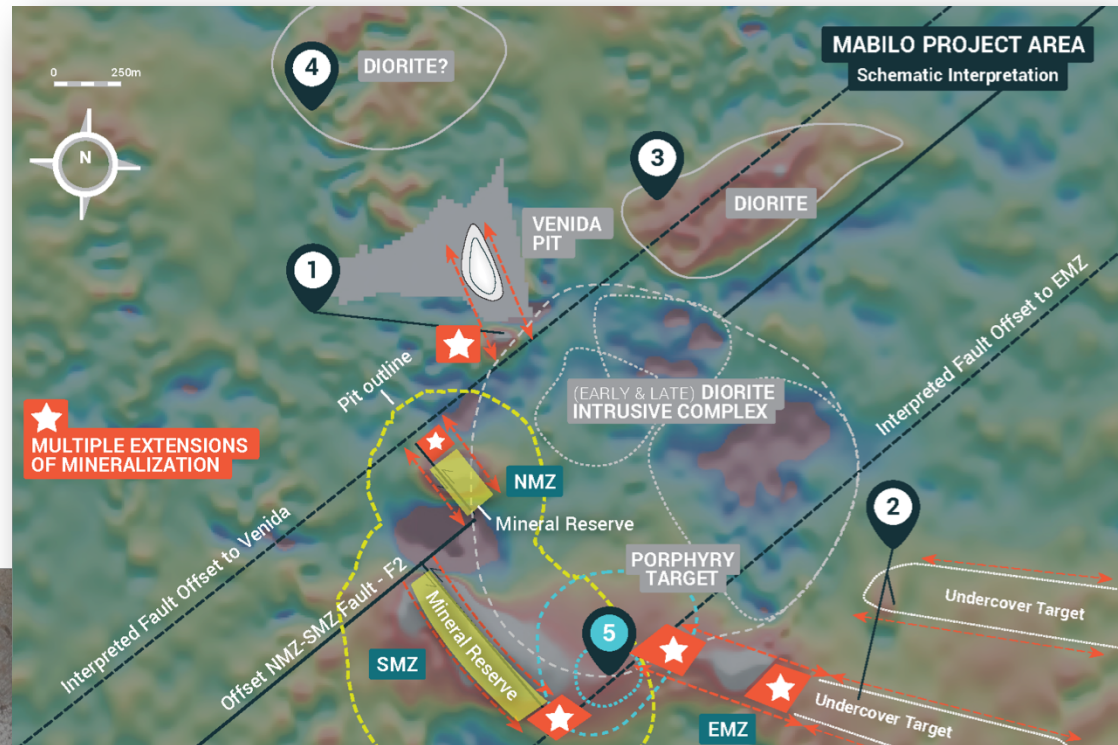 MABILO PROJECT AREA
Schematic Interpretation
0 250m
N
4
DIORITE?
3
DIORITE
VENIDA
PIT
1
Pit outline
(EARLY & LATE) DIORITE
INTRUSIVE COMPLEX
Interpreted Fault Offset to EMZ
MULTIPLE EXTENSIONS
OF MINERALIZATION
NMZ
Mineral Reserve
2
Interpreted Fault Offset to Venida
Offset NMZ-SMZ Fault - F2
PORPHYRY
TARGET
Undercover Target
5
Mineral Reserve
SMZ
Undercover Target
EMZ